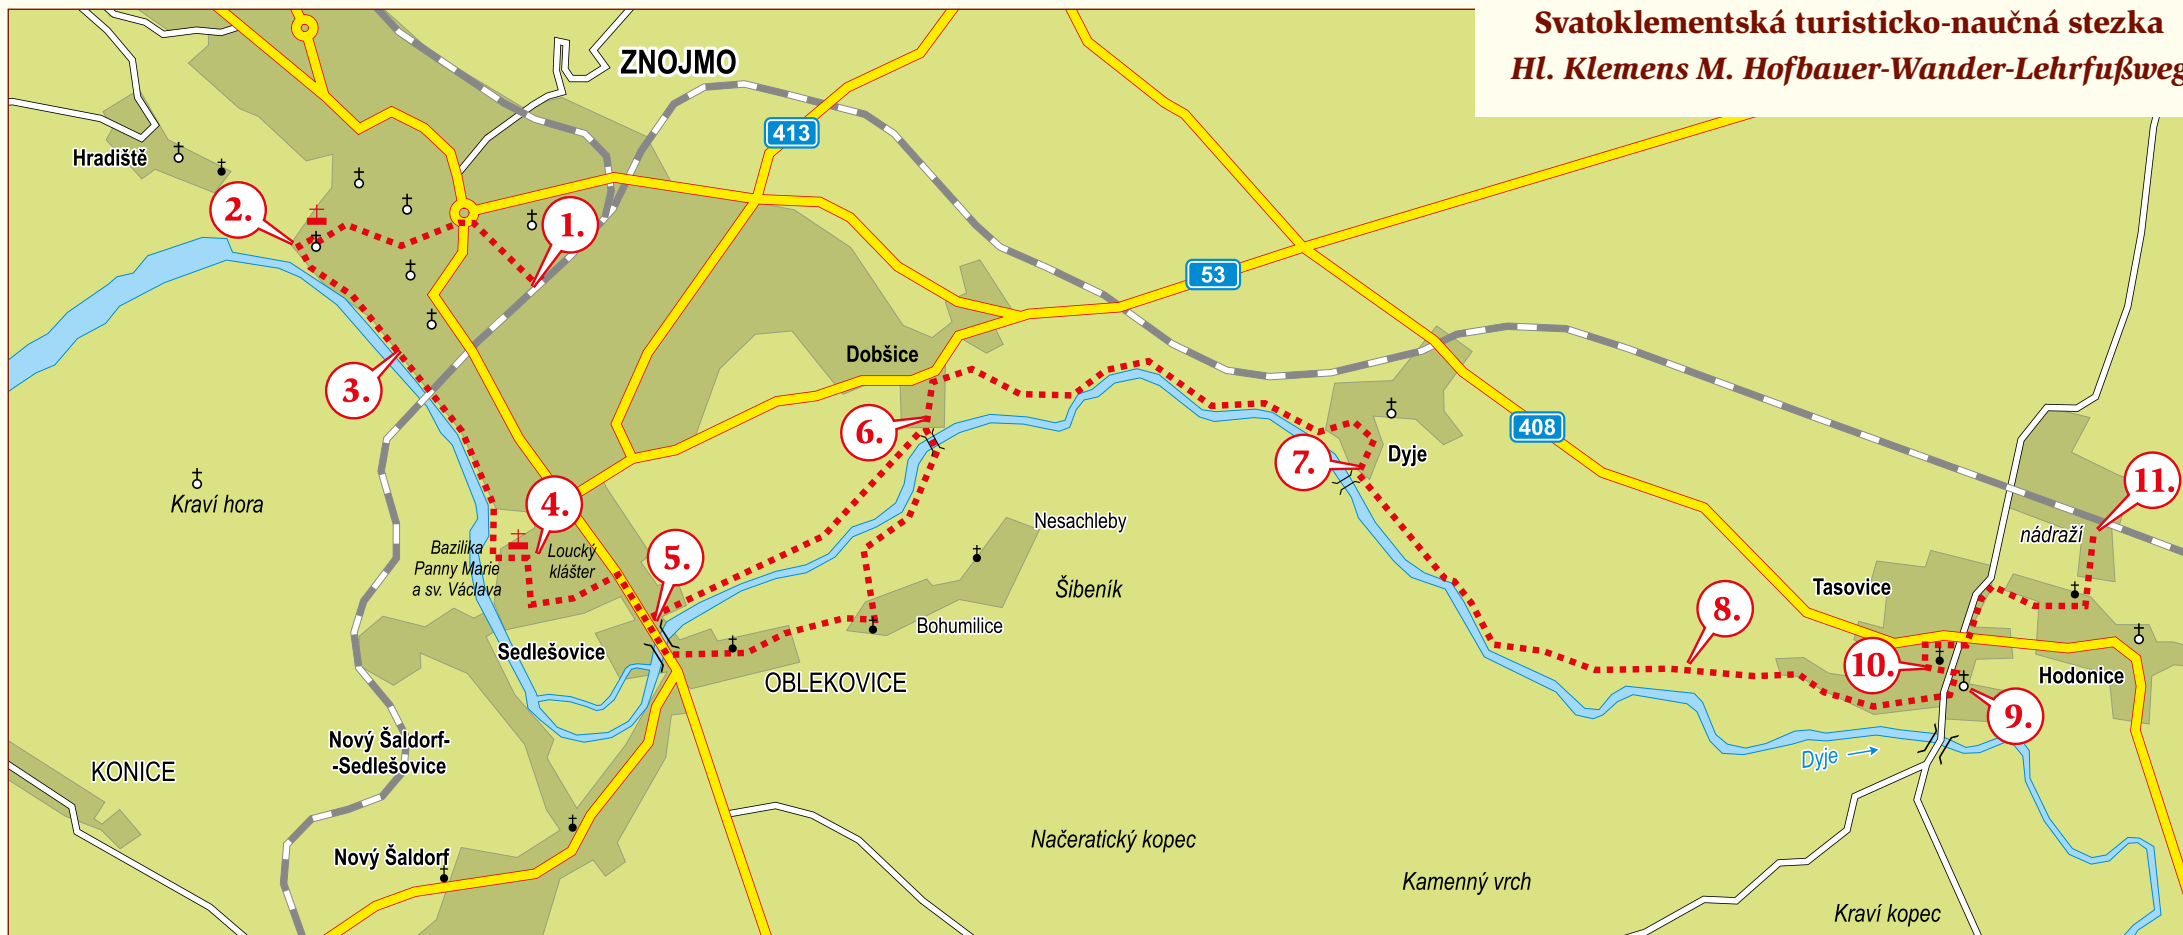 Svatoklementská turisticko-naučná stezka
Hl. Klemens M. Hofbauer-Wander-Lehrfußweg
ZNOJMO
413
Hradiště
2.
1.
53
Dobšice
3.
6.
408
7.
Dyje
Kraví hora
4.
11.
Nesachleby
nádraží
Bazilika
Panny Marie
a sv. Václava
Loucký
klášter
5.
Šibeník
Tasovice
8.
Bohumilice
Sedlešovice
10.
Hodonice
OBLEKOVICE
9.
Nový Šaldorf-
-Sedlešovice
Dyje
KONICE
Načeratický kopec
Nový Šaldorf
Kamenný vrch
Kraví kopec